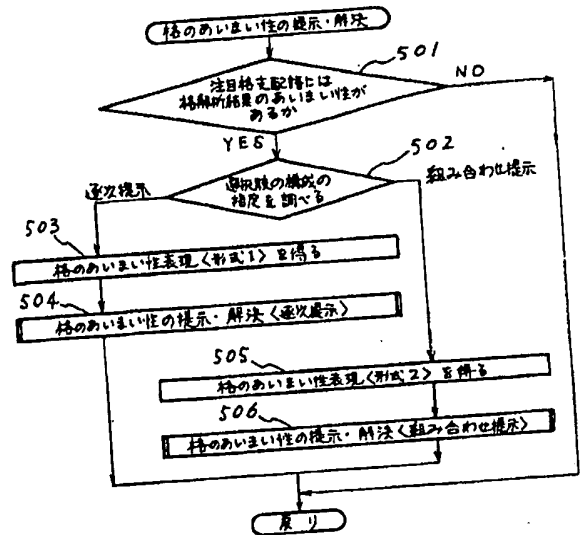 格のあいまい性の提示・解決
501
注目格支配語には
格解析結果のあいまい性が
あるか
NO
YES
502
選択肢の構成の
指定を調べる
逐次提示
組み合わせ提示
503
格のあいまい性表現〈形式1〉を得る
504
格のあいまい性の提示・解決〈逐次提示〉
505
格のあいまい性表現〈形式2〉を得る
506
格のあいまい性の提示・解決〈組み合わせ提示〉
戻り